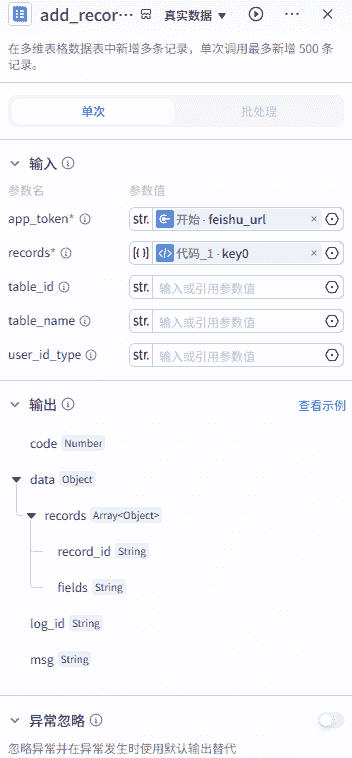 add_recor... 真实数据
在多维表格数据表中新增多条记录，单次调用最多新增 500 条
记录。
单次 批处理
输入
参数名 参数值
app_token* str. 开始 · feishu_url
records* [{}] 代码_1 · key0
table_id str. 输入或引用参数值
table_name str. 输入或引用参数值
user_id_type str. 输入或引用参数值
输出 查看示例
code Number
data Object
records Array<Object>
record_id String
fields String
log_id String
msg String
异常忽略
忽略异常并在异常发生时使用默认输出替代